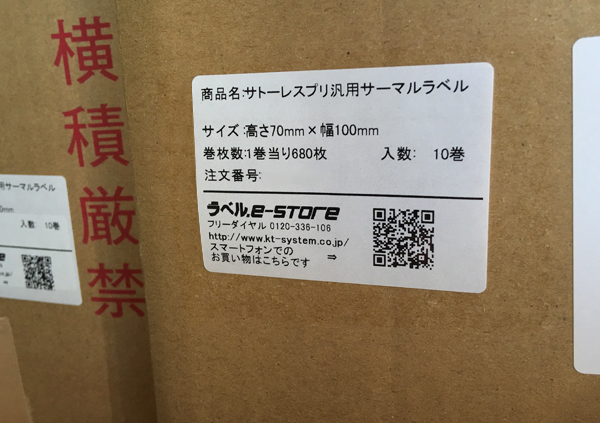 横積厳禁
商品名:サトーレスプリ汎用サーマルラベル
サイズ:高さ70mm×幅100mm
巻枚数:1巻当り680枚 入数: 10巻
注文番号:
ラベル.e-STORE
フリーダイヤル 0120-336-106
http://www.kt-system.co.jp/
スマートフォンでの
お買い物はこちらです ⇒
用サーマルラベル
0mm
入数: 10巻
re